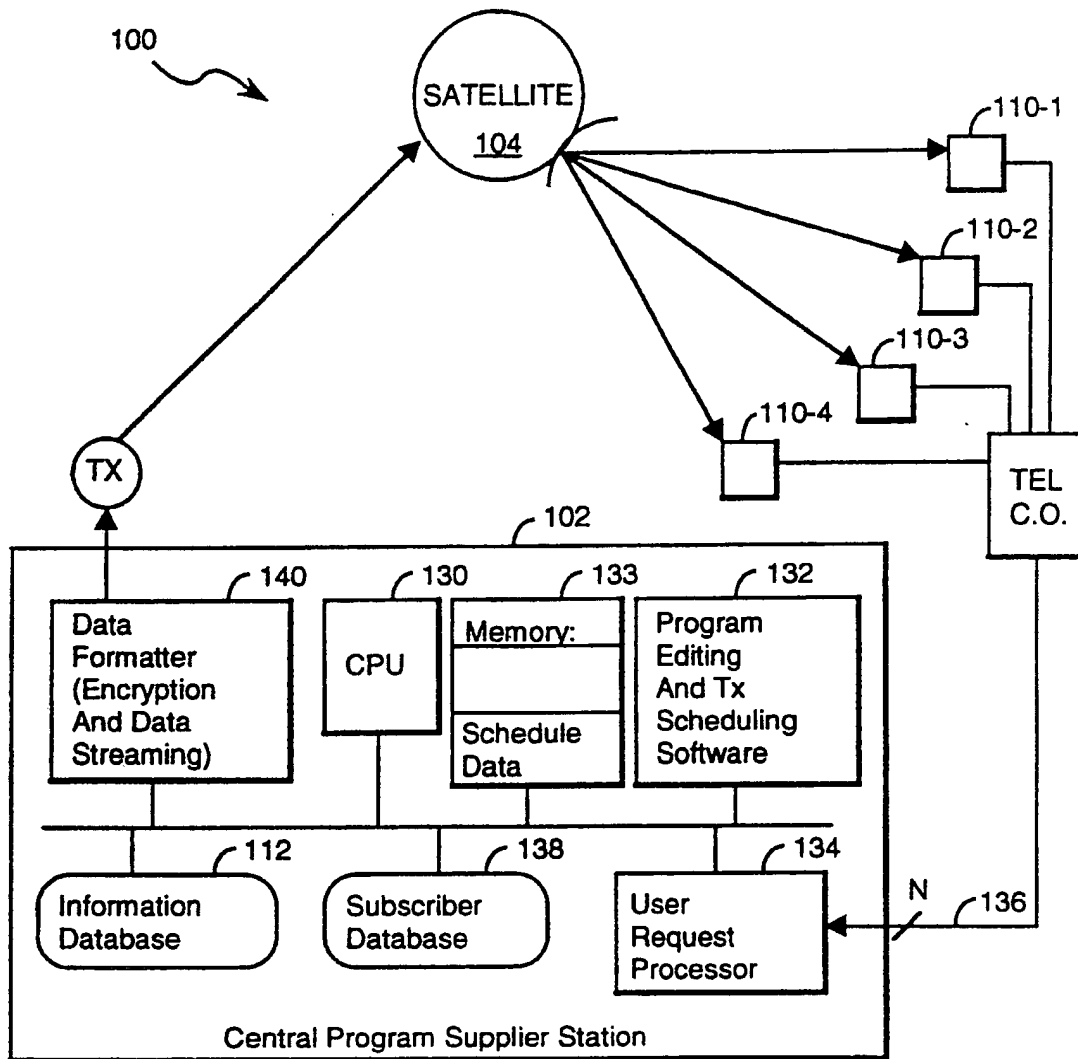 100
SATELLITE
104
110-1
110-2
110-3
110-4
TX
TEL
C.O.
102
140
130
133
132
Data
Formatter
(Encryption
And Data
Streaming)
CPU
Memory:
Schedule
Data
Program
Editing
And Tx
Scheduling
Software
112
138
134
Information
Database
Subscriber
Database
User
Request
Processor
N
136
Central Program Supplier Station